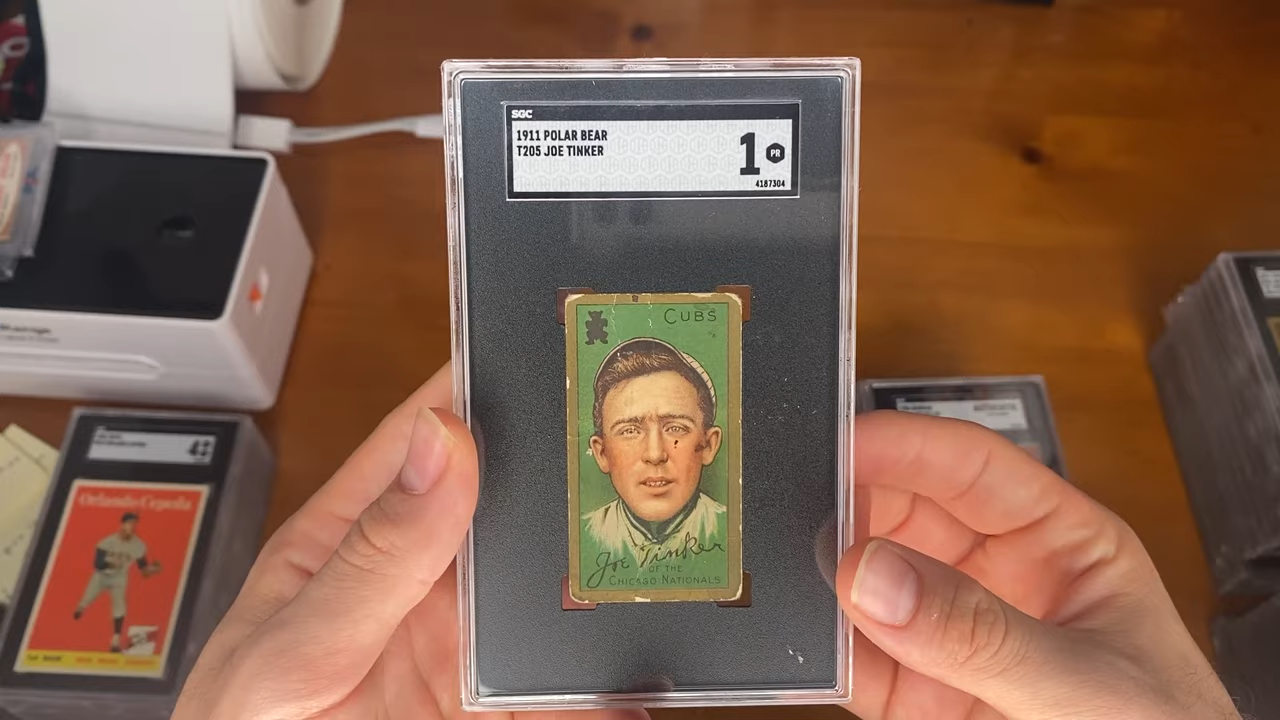 SGC
1911 POLAR BEAR
T205 JOE TINKER
1
PR
4187304
CUBS
Joe Tinker
OF THE
CHICAGO NATIONALS
4
Orlando Cepeda